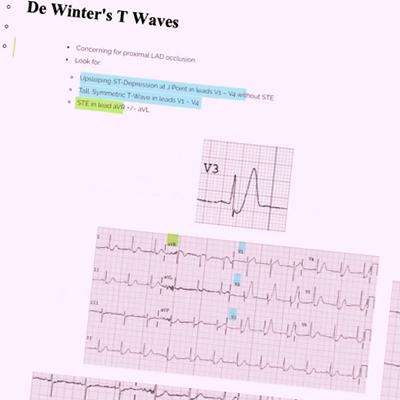 De Winter's T Waves
Concerning for proximal LAD occlusion
Look for:
Upsloping ST-Depression at J Point in leads V1 – V4 without STE
Tall, Symmetric T-Wave in leads V1 – V4
STE in lead aVR +/- aVL
V3
I aVR V1 V4
II aVL V2 V5
III aVF V3 V6
II